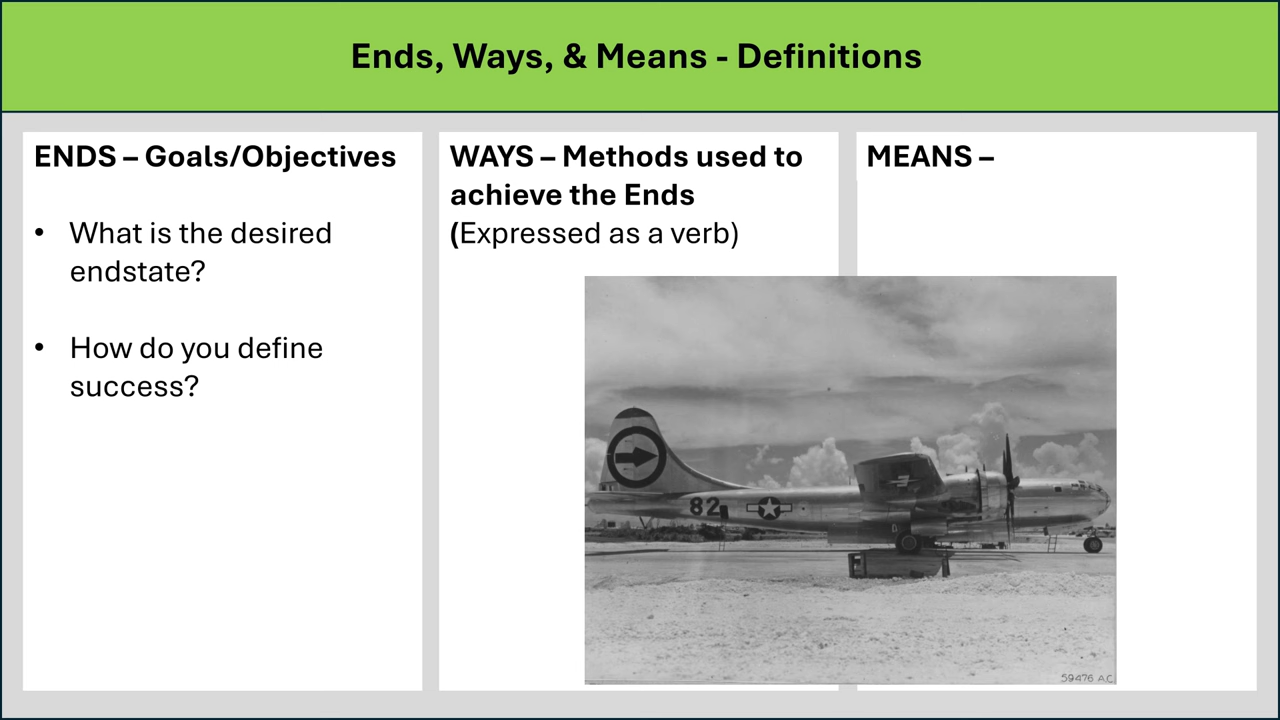 Ends, Ways, & Means - Definitions
ENDS – Goals/Objectives
• What is the desired
endstate?
• How do you define
success?
WAYS – Methods used to
achieve the Ends
(Expressed as a verb)
MEANS –
82
59476 AC